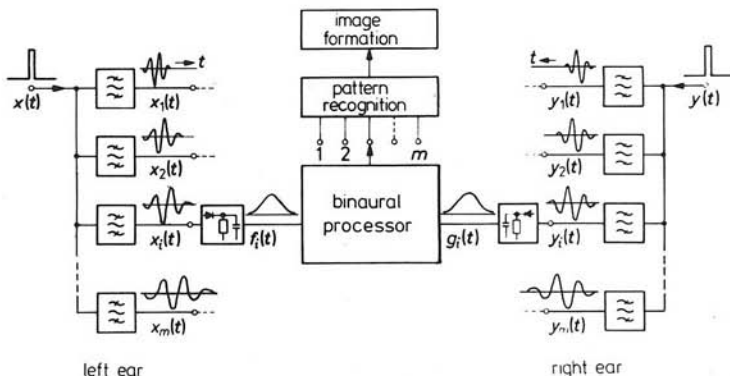 image
formation
pattern
recognition
t
x(t)
x₁(t)
t
y₁(t)
y(t)
1 2 m
x₂(t)
y₂(t)
binaural
processor
xᵢ(t)
fᵢ(t)
gᵢ(t)
yᵢ(t)
xₘ(t)
yₘ(t)
left ear
right ear